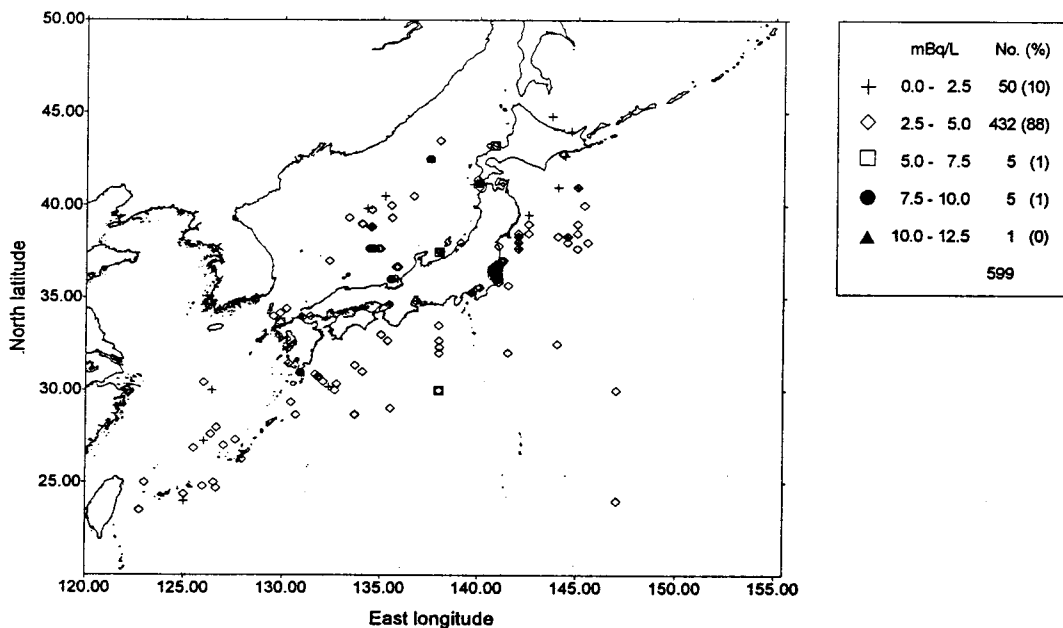 50.00
45.00
40.00
35.00
30.00
25.00
120.00 125.00 130.00 135.00 140.00 145.00 150.00 155.00
.North latitude
East longitude
mBq/L No. (%)
0.0 - 2.5 50 (10)
2.5 - 5.0 432 (88)
5.0 - 7.5 5 (1)
7.5 - 10.0 5 (1)
10.0 - 12.5 1 (0)
599